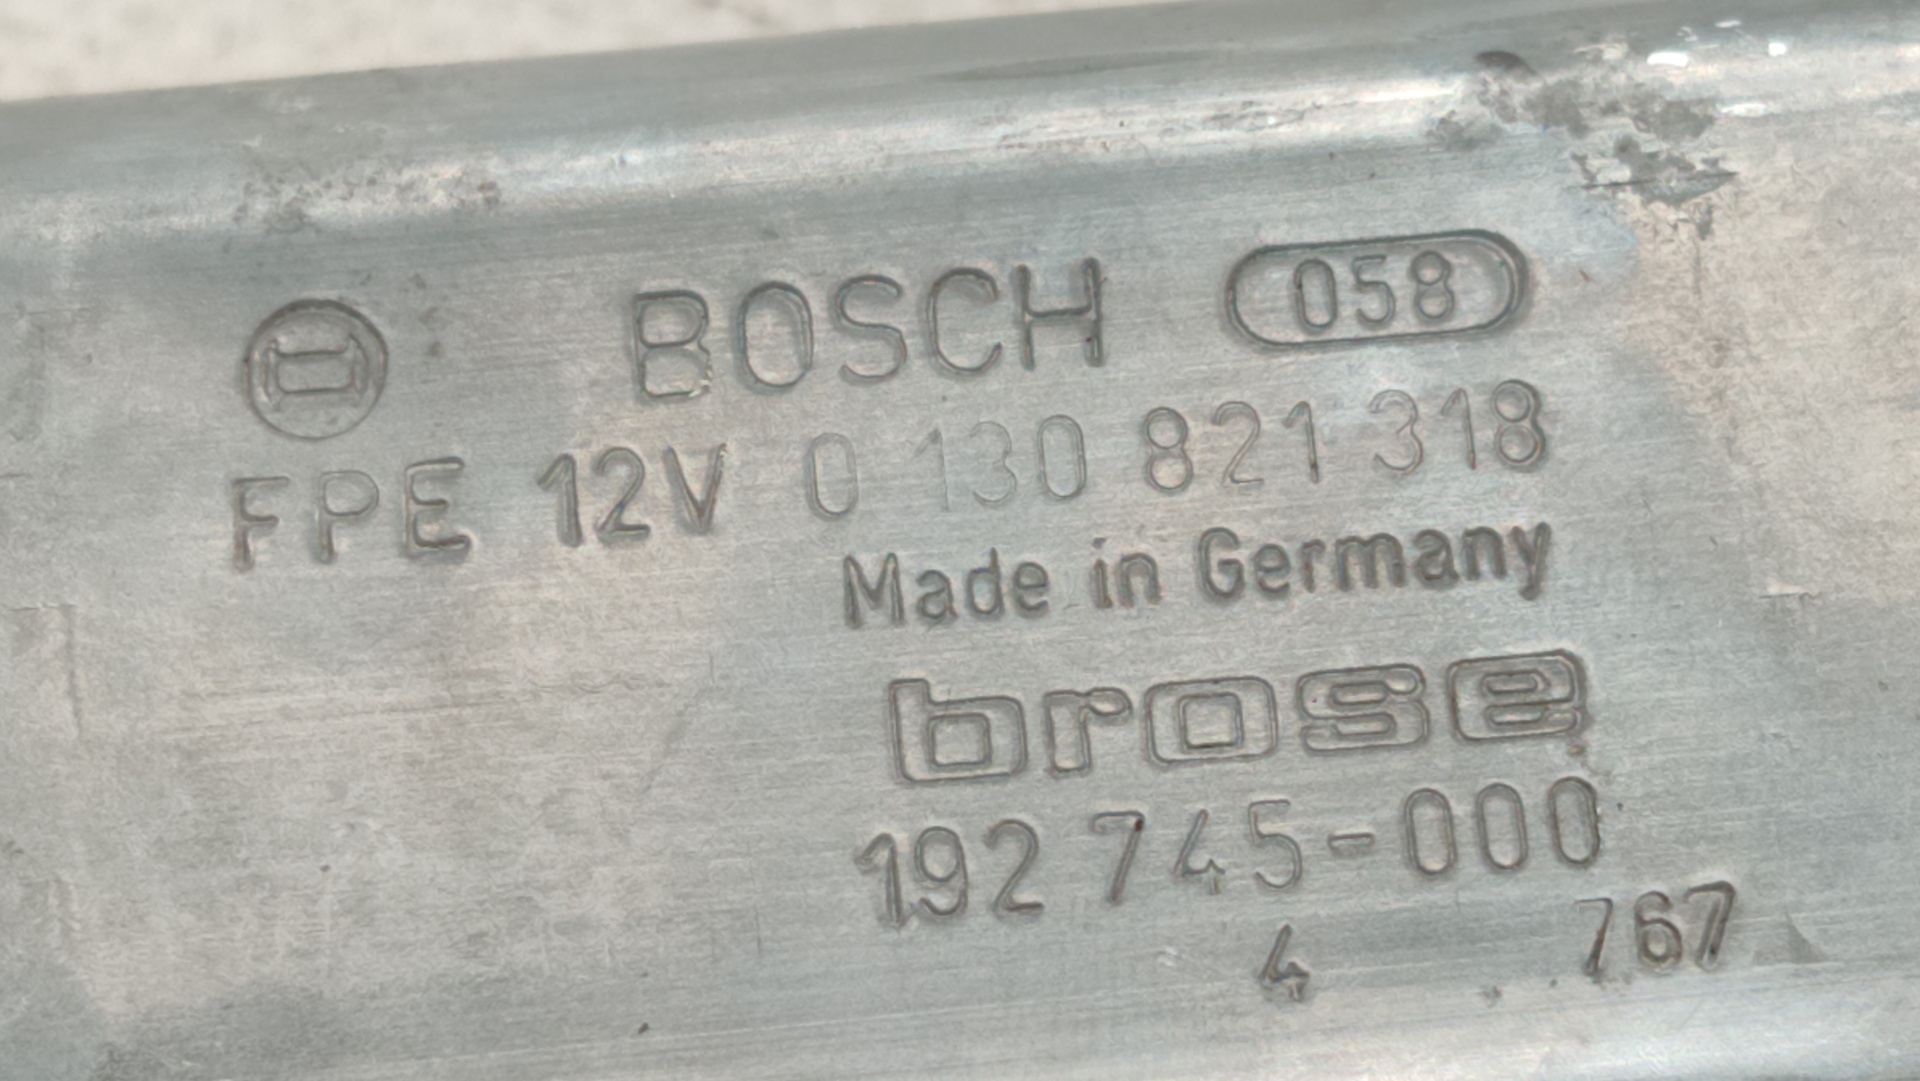 BOSCH 058
FPE 12V 0 130 821 318
Made in Germany
brose
192 745-000
4 767